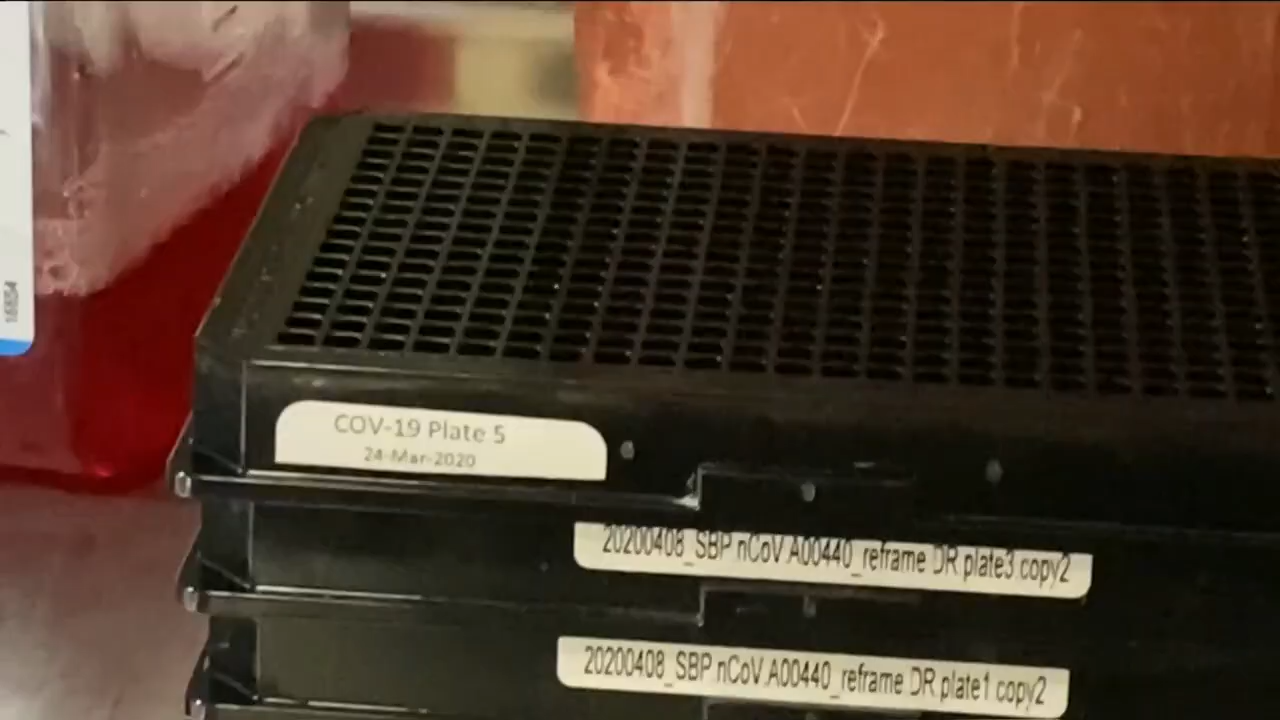 16654
COV-19 Plate 5
24-Mar-2020
20200408_SBP.nCoV.A00440_reframe DR.plate3.copy2
20200408_SBP.nCoV.A00440_reframe DR.plate1.copy2